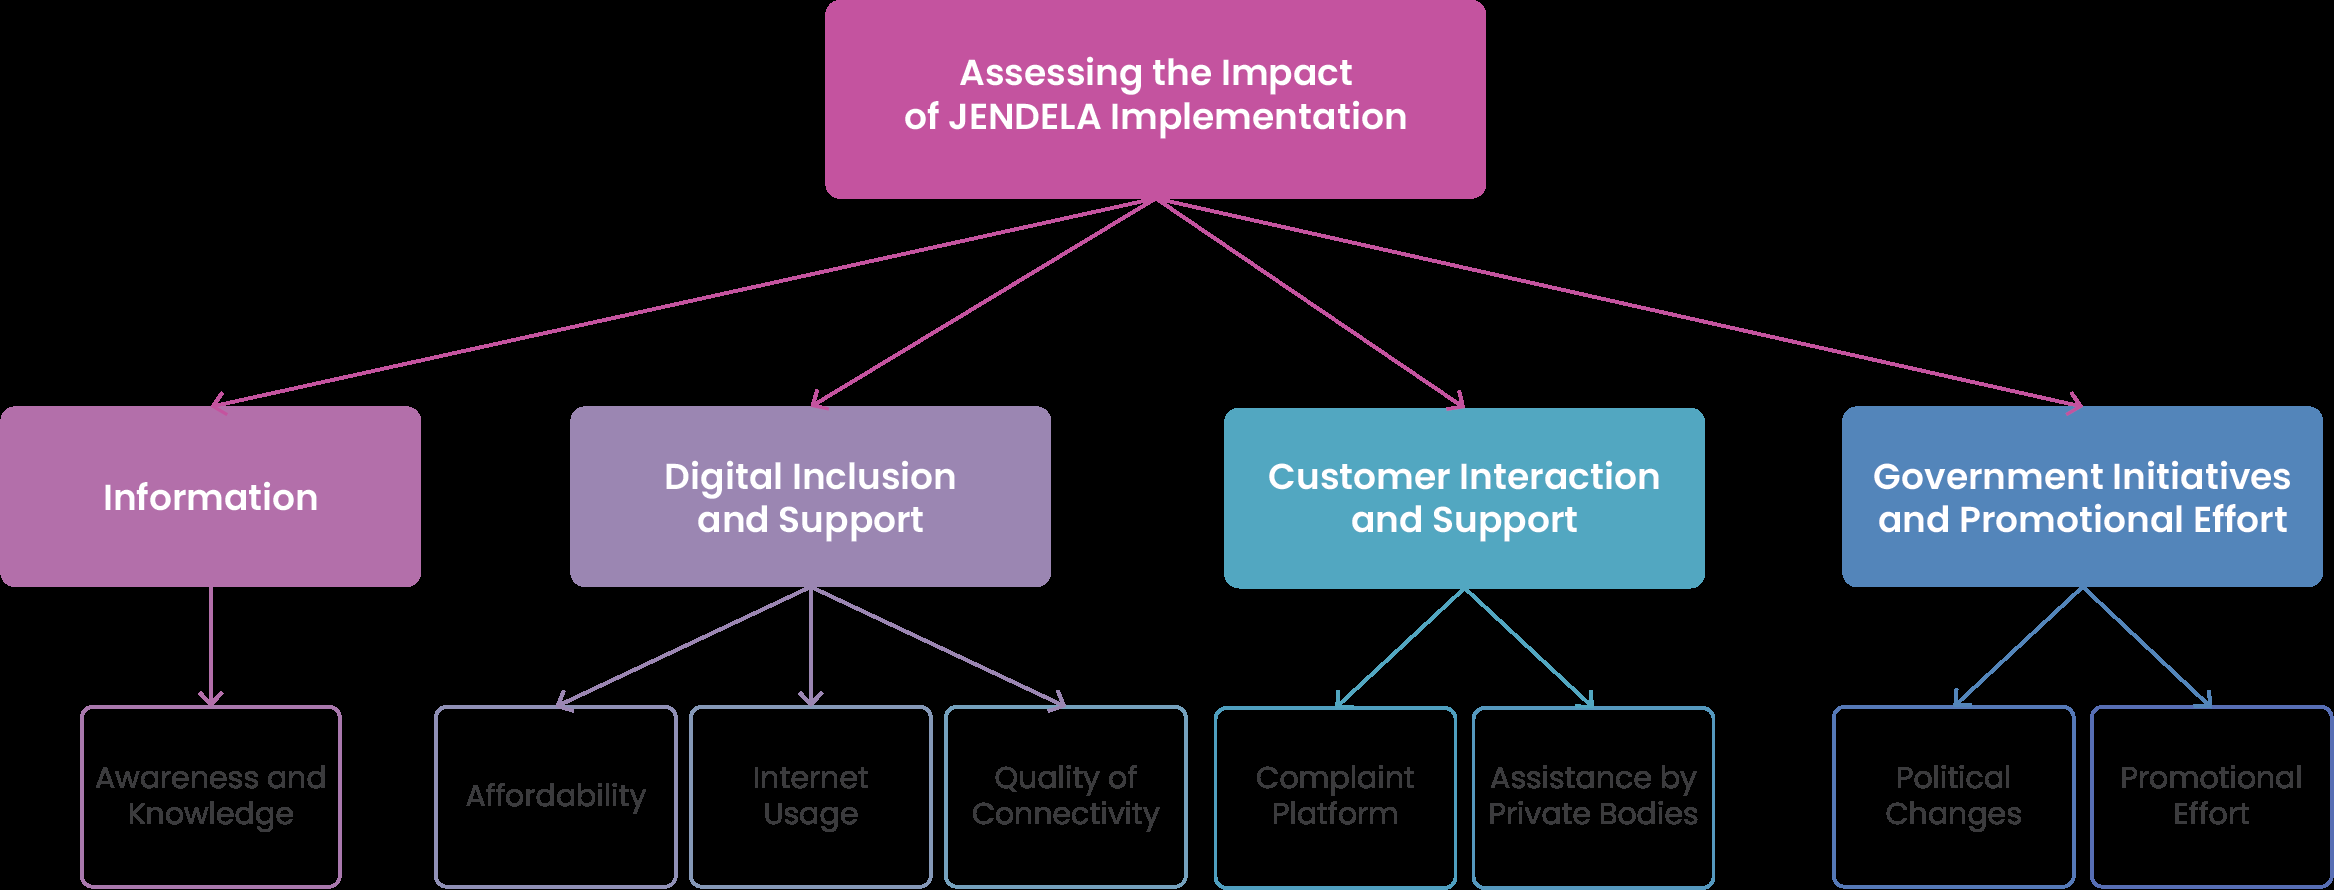 Assessing the Impact
of JENDELA Implementation
Information
Digital Inclusion
and Support
Customer Interaction
and Support
Government Initiatives
and Promotional Effort
Awareness and
Knowledge
Affordability
Internet
Usage
Quality of
Connectivity
Complaint
Platform
Assistance by
Private Bodies
Political
Changes
Promotional
Effort